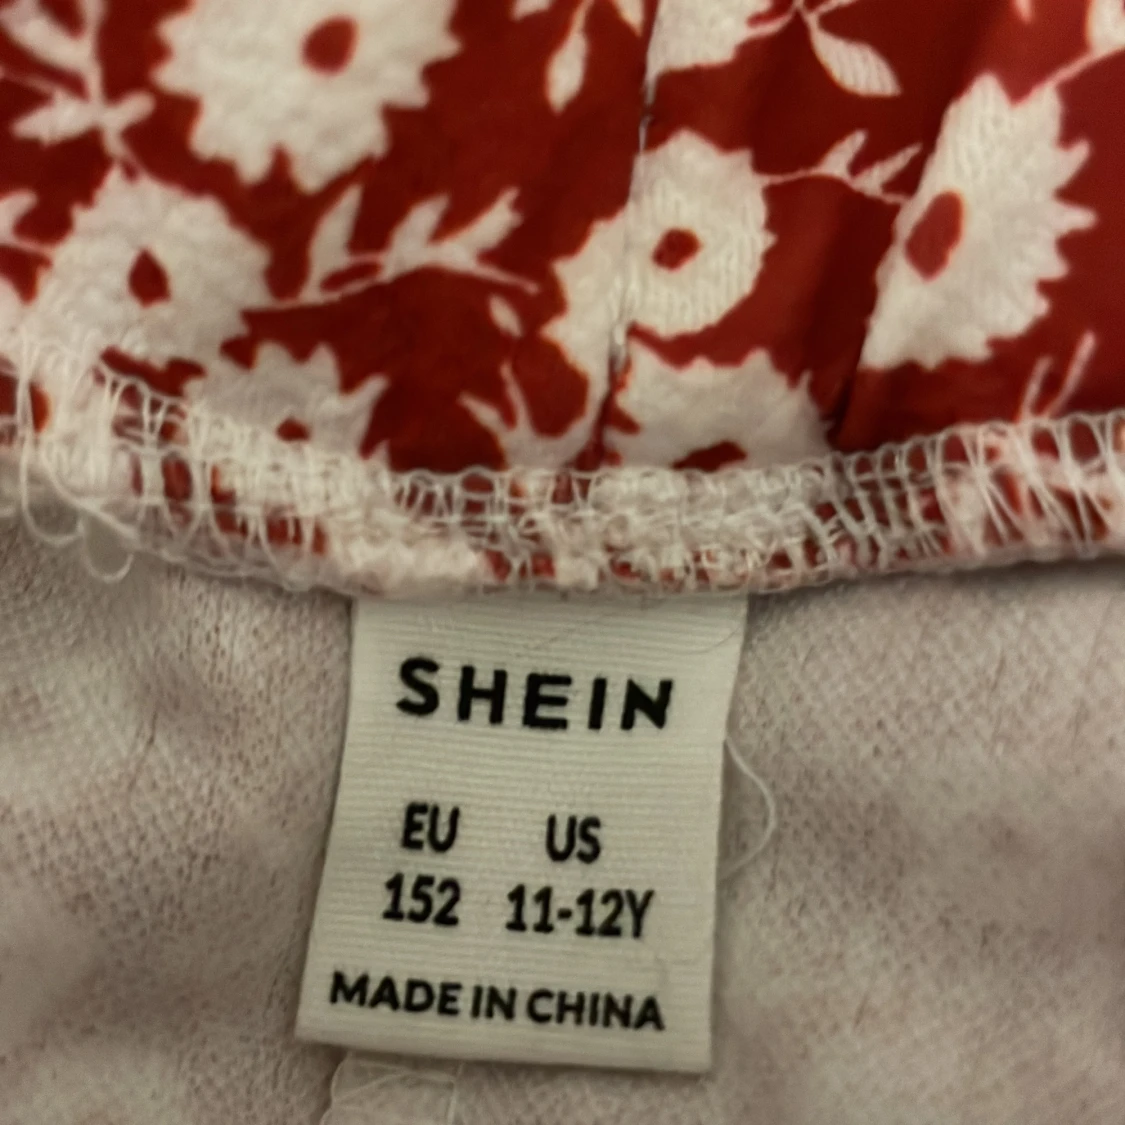 SHEIN
EU US
152 11-12Y
MADE IN CHINA